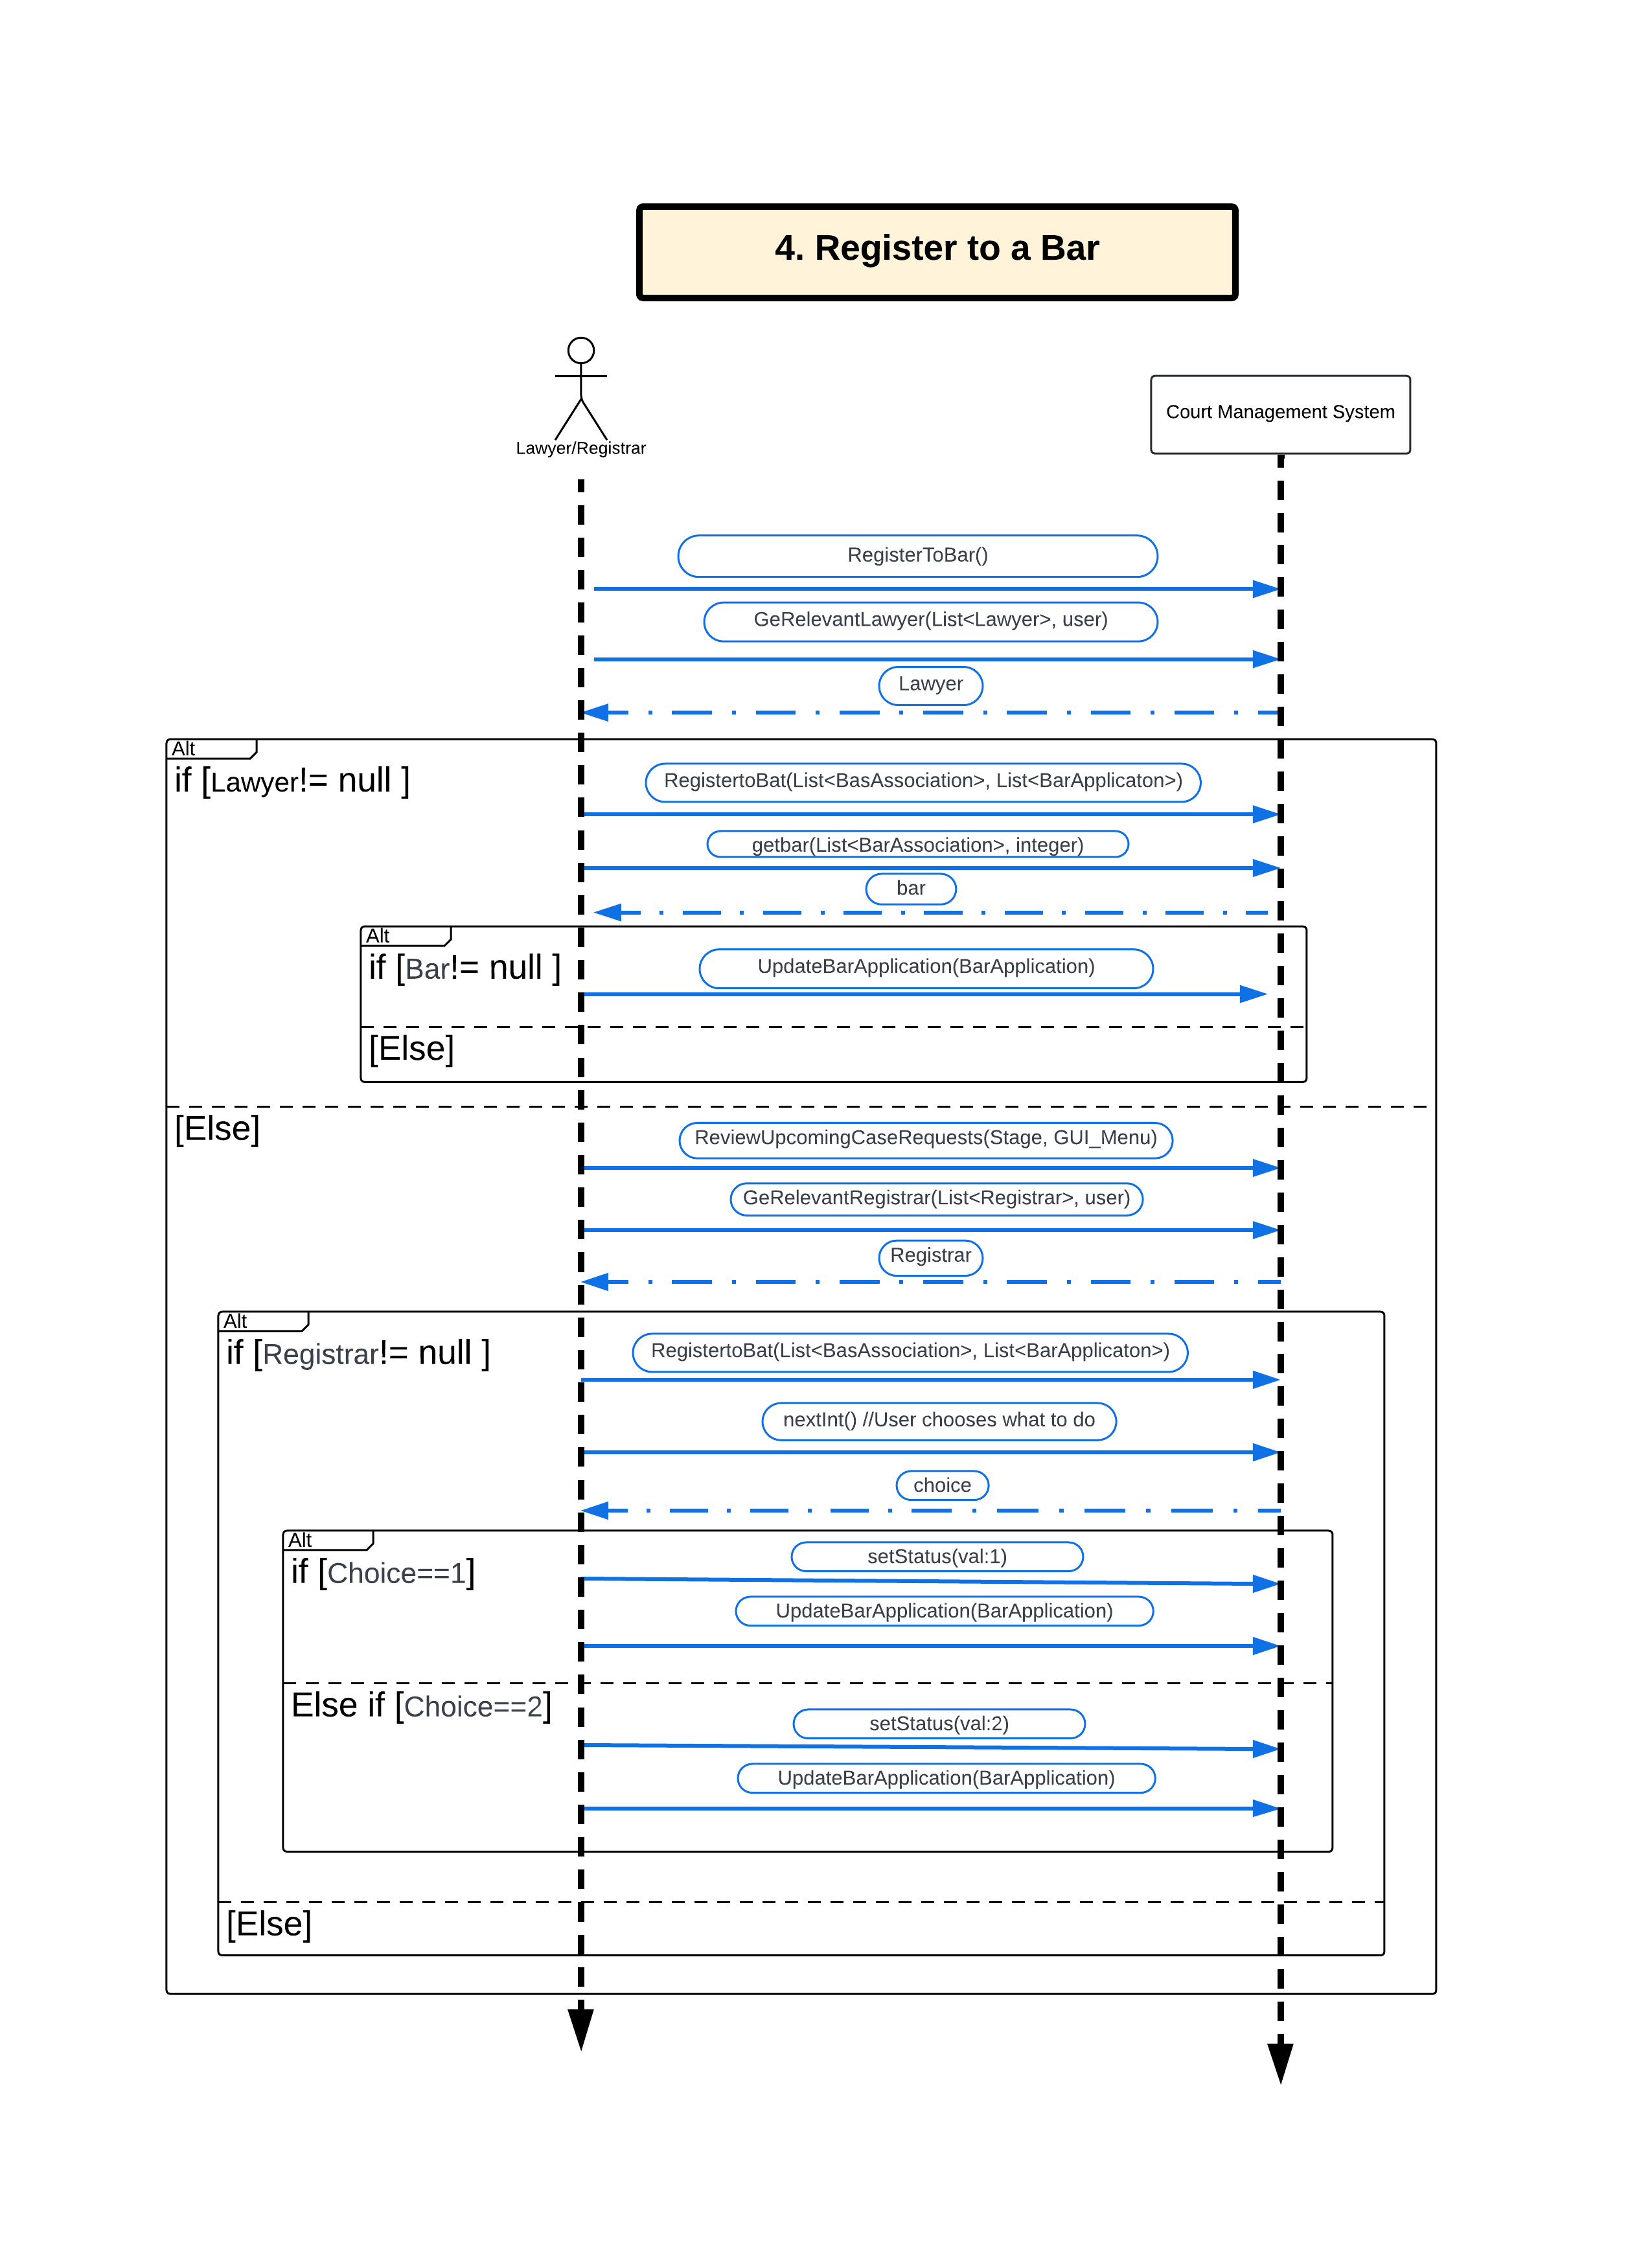 4. Register to a Bar
Lawyer/Registrar
Court Management System
RegisterToBar()
GeRelevantLawyer(List<Lawyer>, user)
Lawyer
Alt
if [Lawyer!= null ]
RegistertoBat(List<BasAssociation>, List<BarApplicaton>)
getbar(List<BarAssociation>, integer)
bar
Alt
if [Bar!= null ]
UpdateBarApplication(BarApplication)
[Else]
[Else]
ReviewUpcomingCaseRequests(Stage, GUI_Menu)
GeRelevantRegistrar(List<Registrar>, user)
Registrar
Alt
if [Registrar!= null ]
RegistertoBat(List<BasAssociation>, List<BarApplicaton>)
nextInt() //User chooses what to do
choice
Alt
if [Choice==1]
setStatus(val:1)
UpdateBarApplication(BarApplication)
Else if [Choice==2]
setStatus(val:2)
UpdateBarApplication(BarApplication)
[Else]